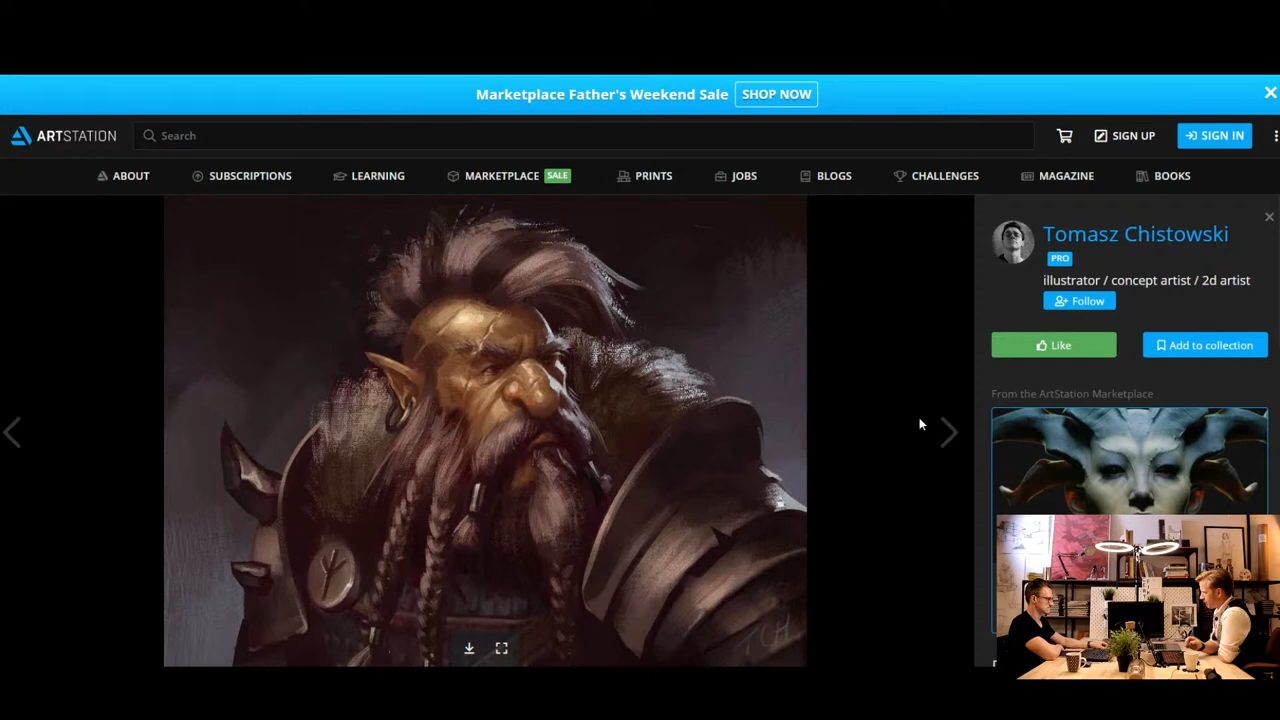 Marketplace Father's Weekend Sale SHOP NOW
ARTSTATION Search SIGN UP SIGN IN
ABOUT SUBSCRIPTIONS LEARNING MARKETPLACE SALE PRINTS JOBS BLOGS CHALLENGES MAGAZINE BOOKS
Tomasz Chistowski
PRO
illustrator / concept artist / 2d artist
Follow
Like Add to collection
From the ArtStation Marketplace
TCH